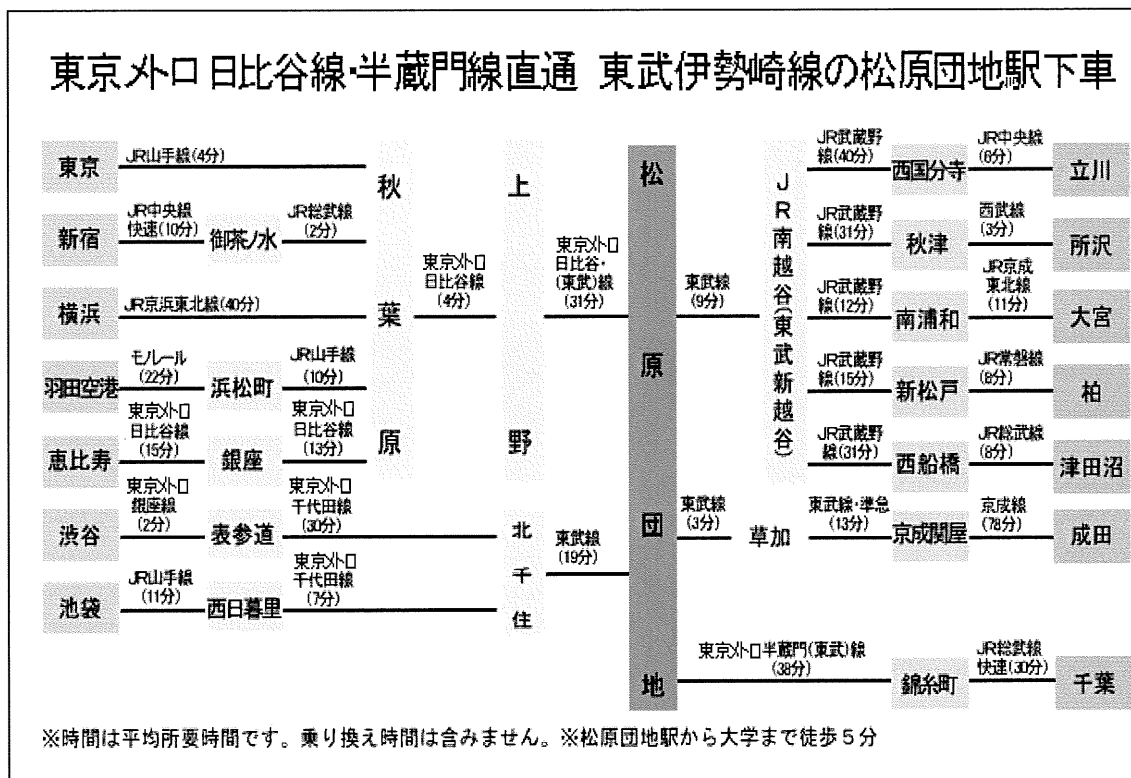 東京メトロ 日比谷線・半蔵門線直通 東武伊勢崎線の松原団地駅下車
東京
JR山手線(4分)
新宿
JR中央線
快速(10分)
御茶ノ水
JR総武線
(2分)
横浜
JR京浜東北線(40分)
羽田空港
モノレール
(22分)
浜松町
JR山手線
(10分)
恵比寿
東京メトロ
日比谷線
(15分)
銀座
東京メトロ
日比谷線
(13分)
渋谷
東京メトロ
銀座線
(2分)
表参道
東京メトロ
千代田線
(30分)
池袋
JR山手線
(11分)
西日暮里
東京メトロ
千代田線
(7分)
秋葉原
東京メトロ
日比谷線
(4分)
上野
東京メトロ
日比谷・
(東武)線
(31分)
北千住
東武線
(19分)
松原団地
東武線
(9分)
JR南越谷(東武新越谷)
JR武蔵野
線(40分)
西国分寺
JR中央線
(6分)
立川
JR武蔵野
線(31分)
秋津
西武線
(3分)
所沢
JR武蔵野
線(12分)
南浦和
JR京成
東北線
(11分)
大宮
JR武蔵野
線(15分)
新松戸
JR常磐線
(8分)
柏
JR武蔵野
線(31分)
西船橋
JR総武線
(8分)
津田沼
東武線
(3分)
草加
東武線・準急
(13分)
京成関屋
京成線
(78分)
成田
東京メトロ半蔵門(東武)線
(38分)
錦糸町
JR総武線
快速(30分)
千葉
※時間は平均所要時間です。乗り換え時間は含みません。※松原団地駅から大学まで徒歩5分